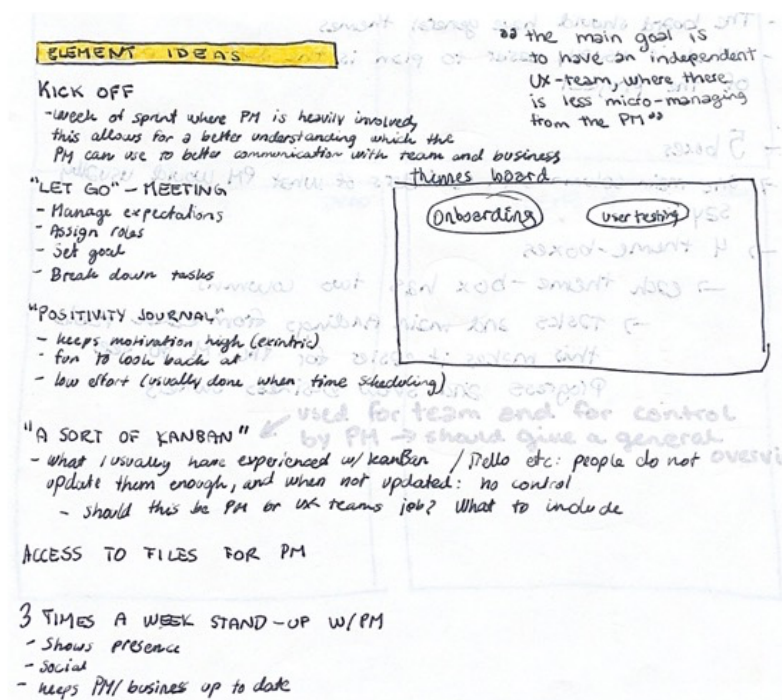 ELEMENT IDEAS
"the main goal is
to have an independent
UX-team, where there
is less micro-managing
from the PM"
KICK OFF
- week of sprint where PM is heavily involved,
this allows for a better understanding which the
PM can use to better communication with team and business
"LET GO" - MEETING
- Manage expectations
- Assign roles
- Set goal
- Break down tasks
themes board
Onboarding
user testing
"POSITIVITY JOURNAL"
- keeps motivation high (exintric)
- fun to look back at
- low effort (usually done when time scheduling)
"A SORT OF KANBAN"
used for team and for control
by PM → should give a general overvi
- What I usually have experienced w/ kanban / Trello etc: people do not
update them enough, and when not updated: no control
- should this be PM or UX teams job? What to include
ACCESS TO FILES FOR PM
3 TIMES A WEEK STAND-UP W/PM
- Shows presence
- Social
- keeps PM/busines up to date